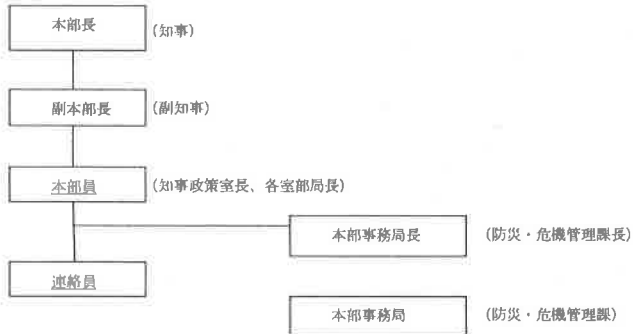 本部長 (知事)
副本部長 (副知事)
本部員 (知事政策室長、各室部局長)
本部事務局長 (防災・危機管理課長)
連絡員
本部事務局 (防災・危機管理課)